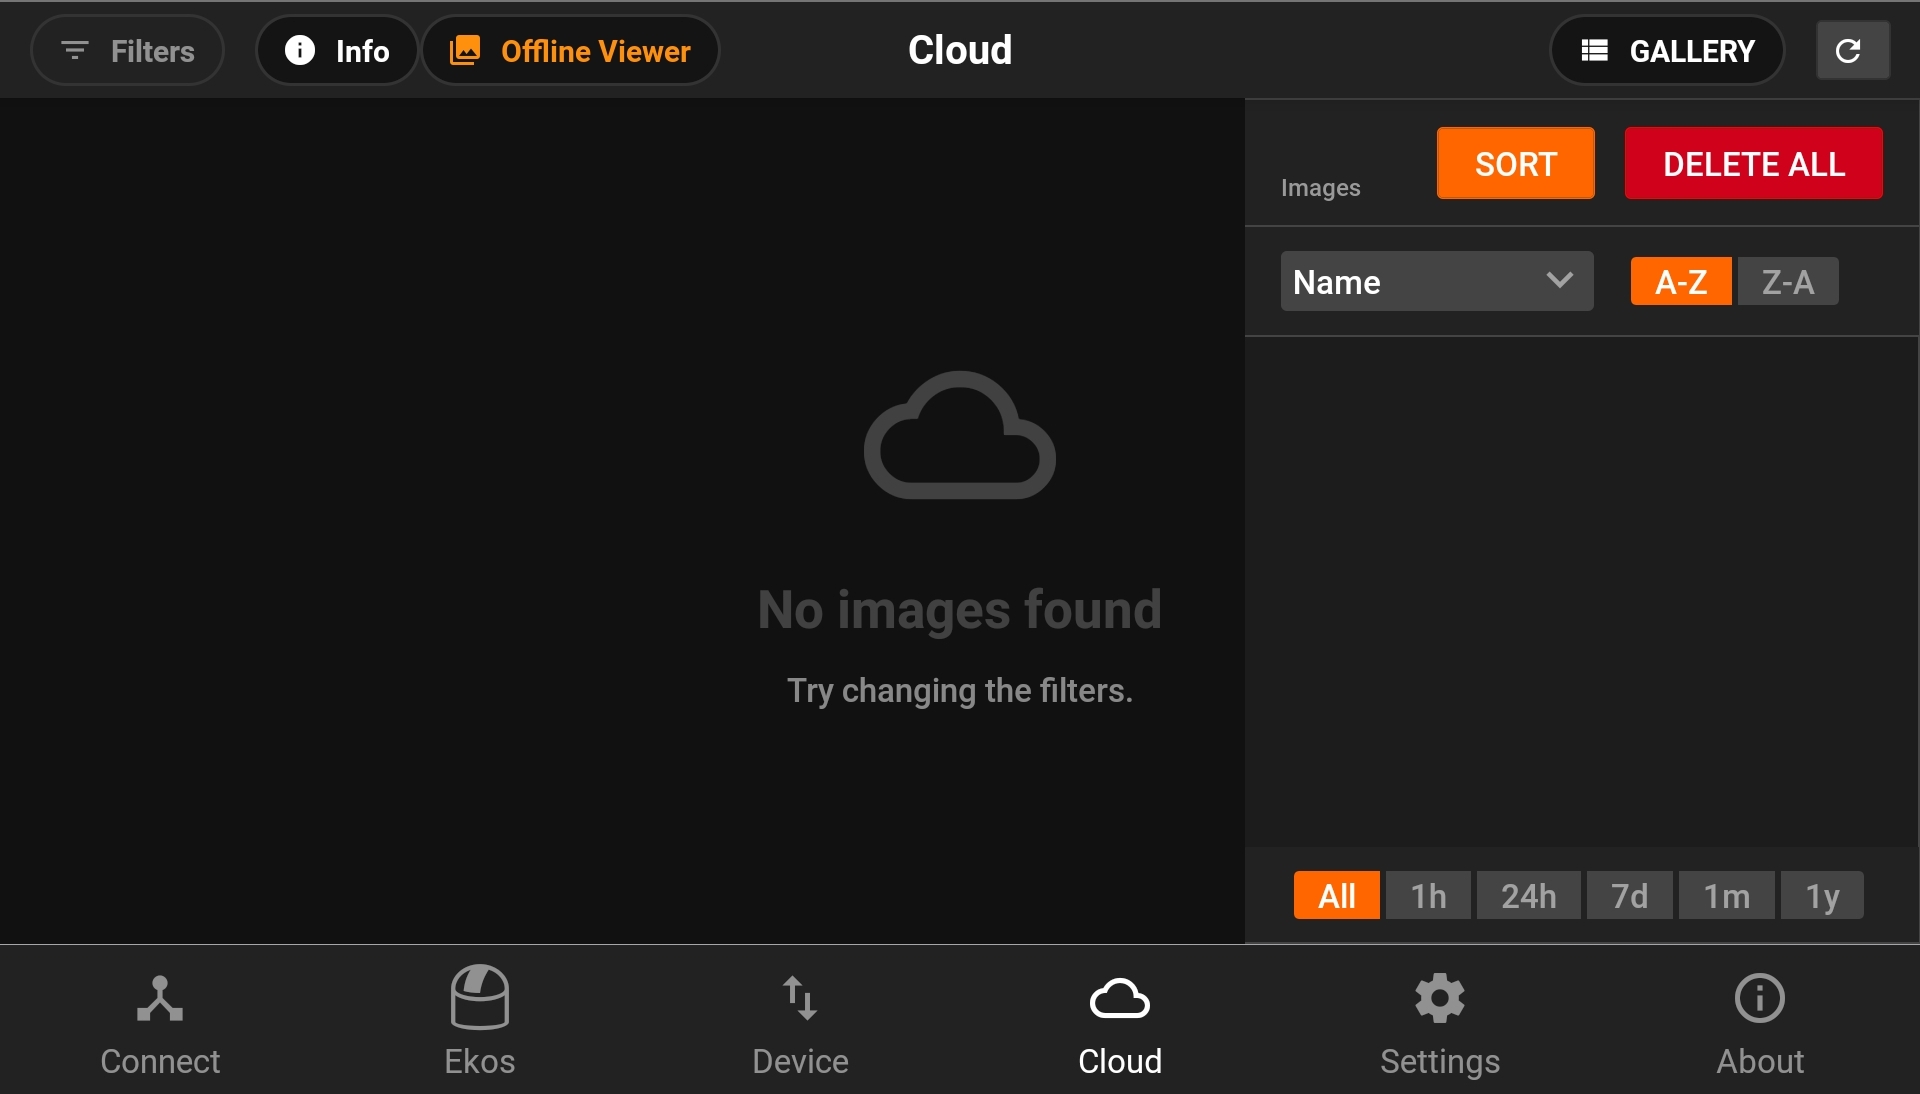 Filters
Info
Offline Viewer
Cloud
GALLERY
Images
SORT
DELETE ALL
Name
A-Z
Z-A
No images found
Try changing the filters.
All
1h
24h
7d
1m
1y
Connect
Ekos
Device
Cloud
Settings
About